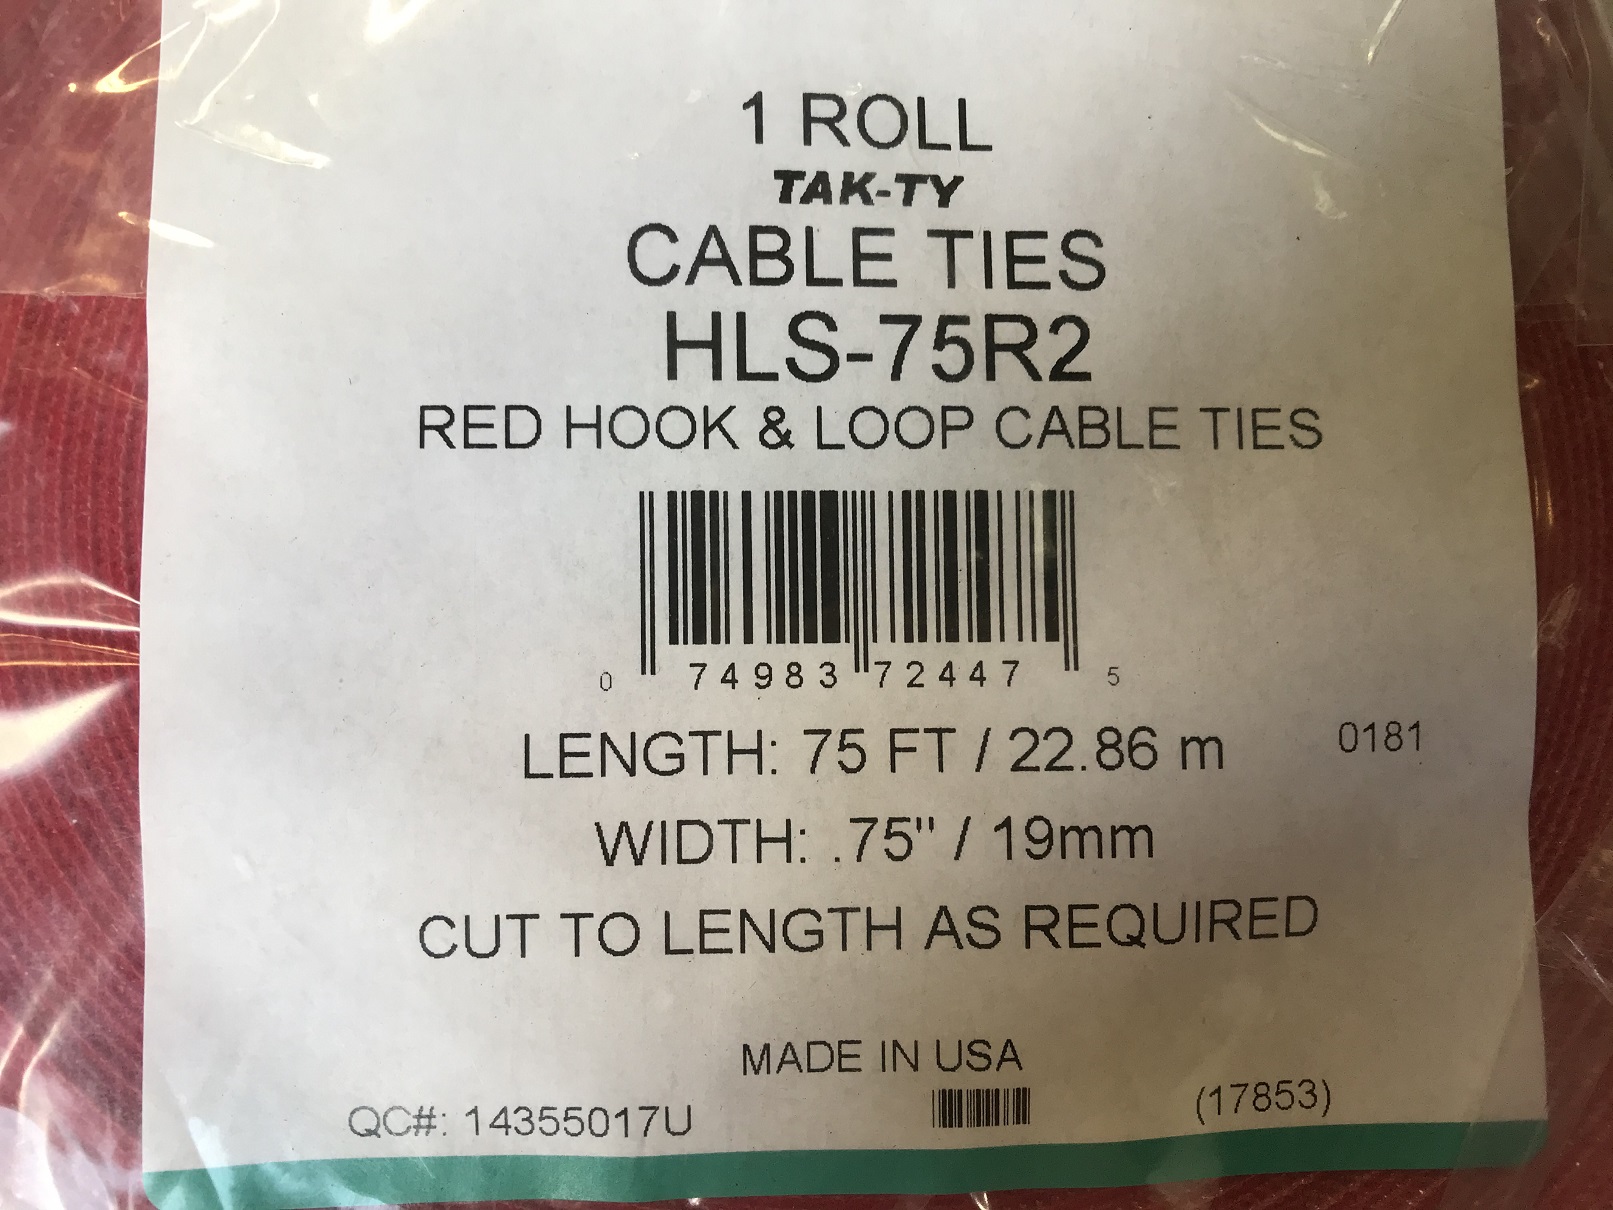 1 ROLL
TAK-TY
CABLE TIES
HLS-75R2
RED HOOK & LOOP CABLE TIES
0 74983 72447 5
LENGTH: 75 FT / 22.86 m 0181
WIDTH: .75" / 19mm
CUT TO LENGTH AS REQUIRED
MADE IN USA
QC#: 14355017U (17853)